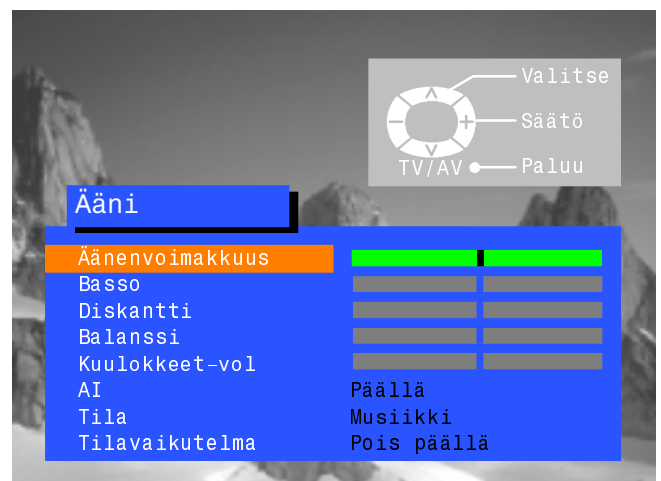 Valitse
Säätö
TV/AV Paluu
Ääni
Äänenvoimakkuus
Basso
Diskantti
Balanssi
Kuulokkeet-vol
AI Päällä
Tila Musiikki
Tilavaikutelma Pois päällä